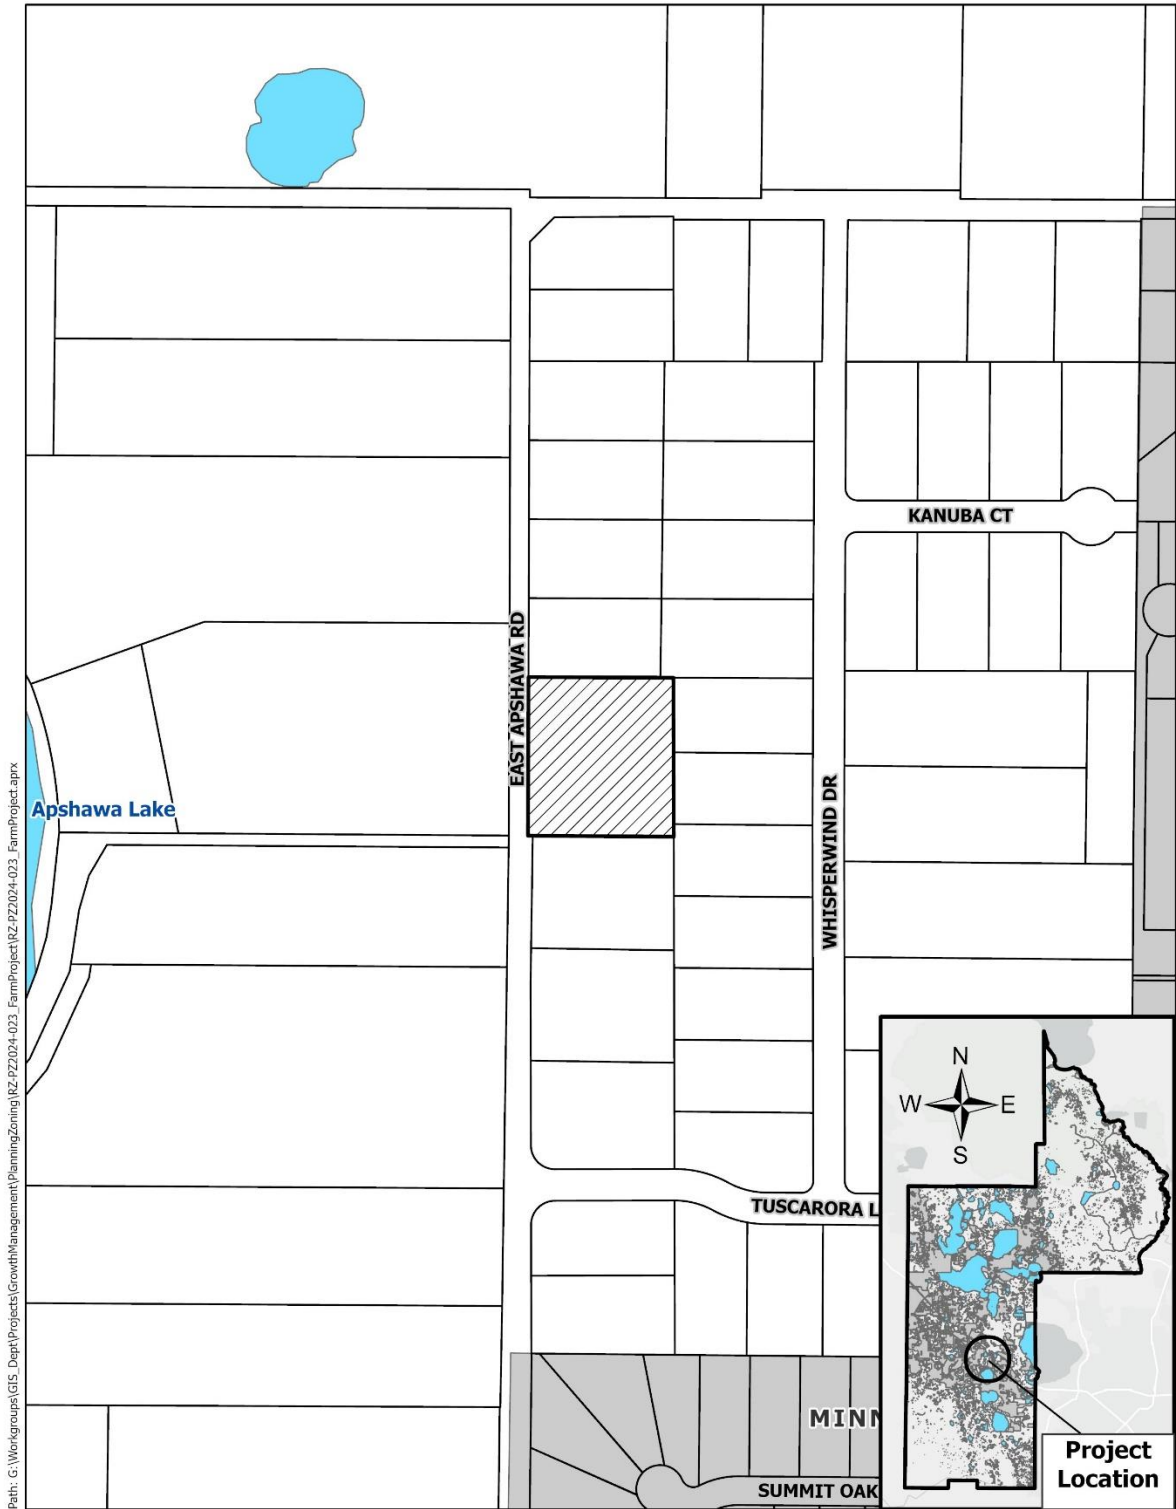 KANUBA CT
EAST APSHAWA RD
Apshawa Lake
WHISPERWIND DR
TUSCARORA L
MINN
SUMMIT OAK
N
W
E
S
Project
Location
Path: G:\Workgroups\GIS_Dept\Projects\GrowthManagement\PlanningZoning\RZ-PZ2024-023_FarmProject\RZ-PZ2024-023_FarmProject.aprx